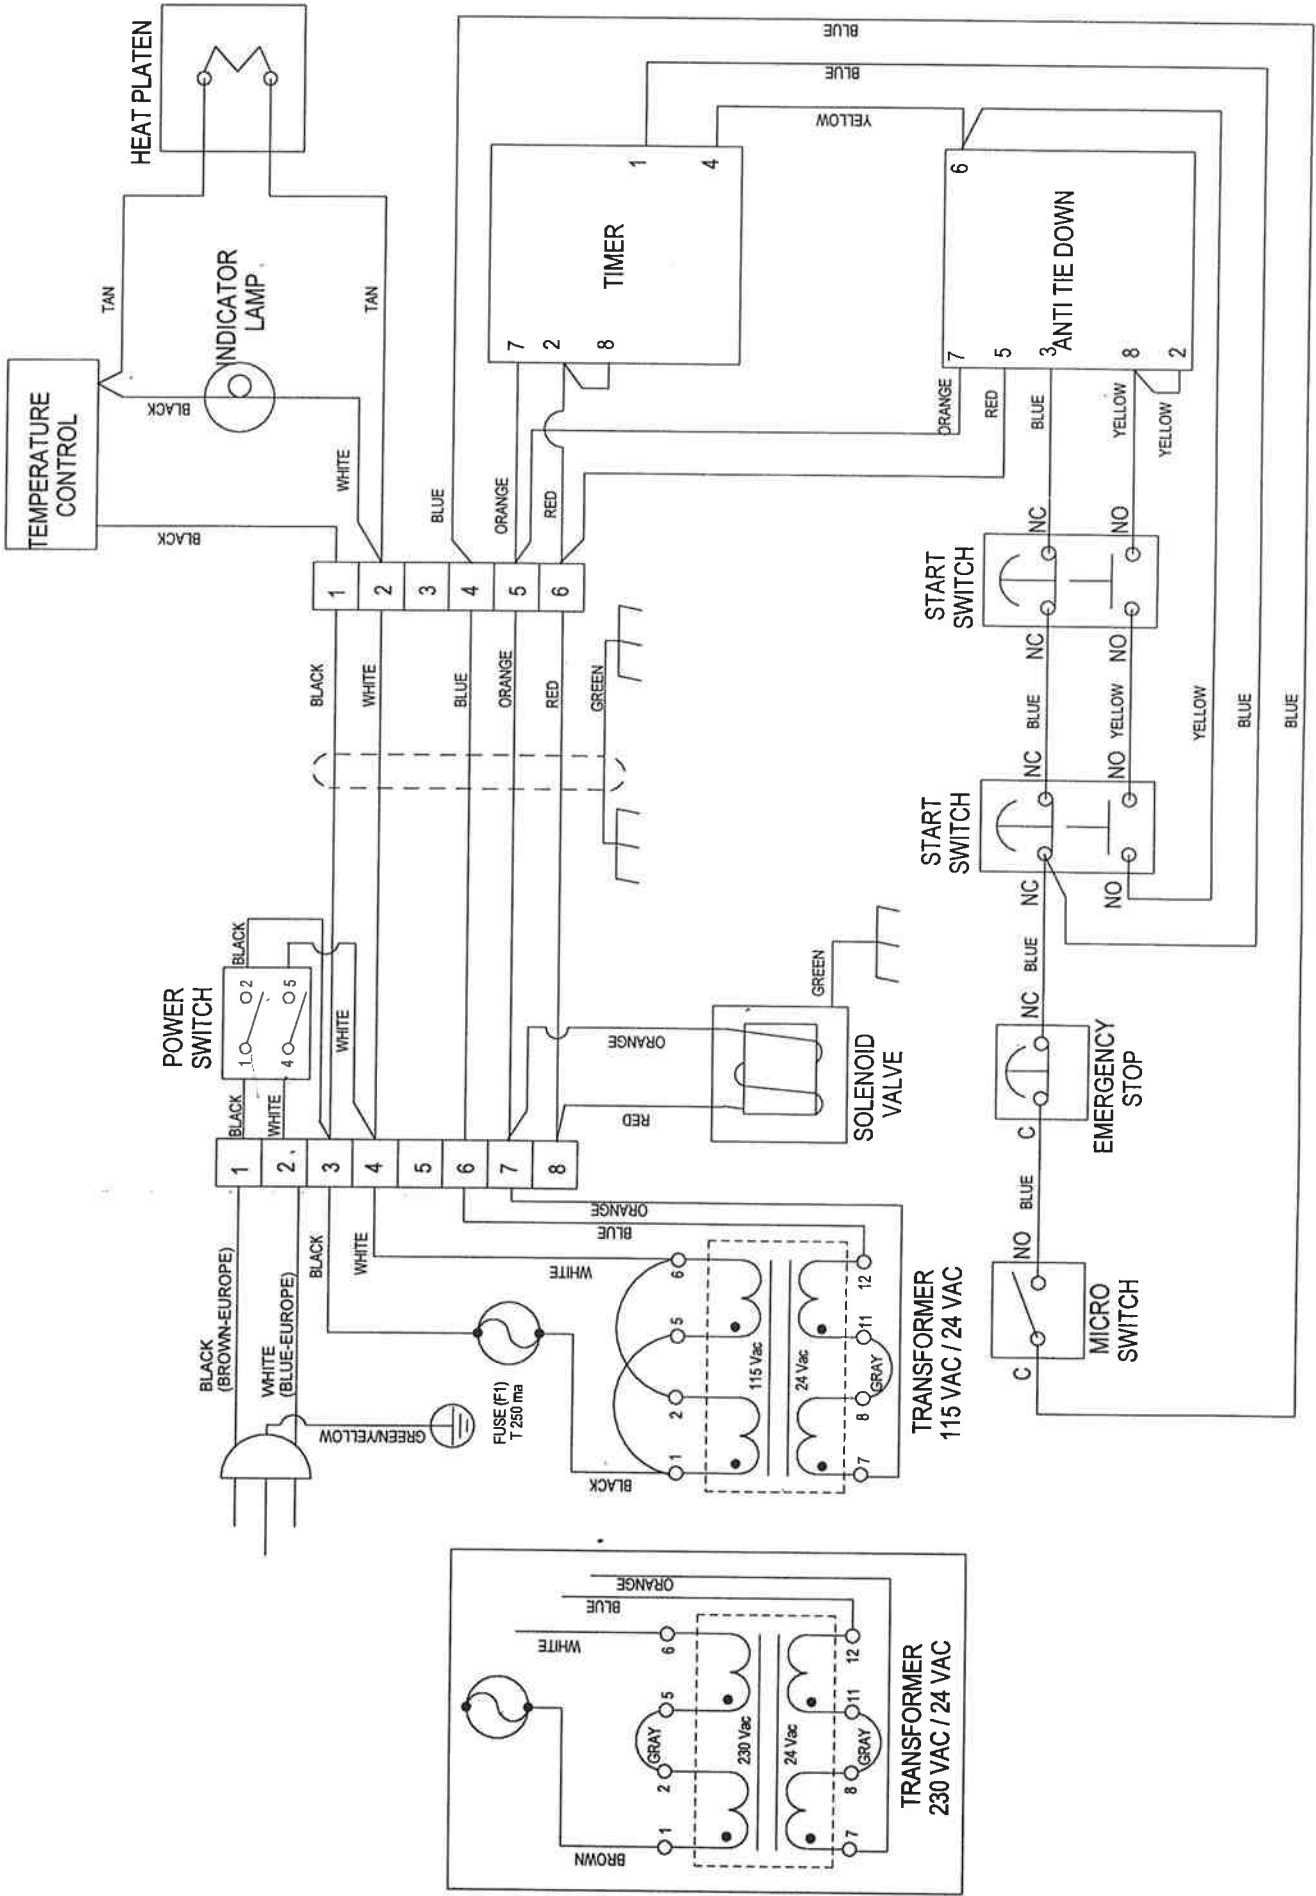 HEAT PLATEN
TAN
TAN
INDICATOR
LAMP
TEMPERATURE
CONTROL
BLACK
BLACK
WHITE
BLUE
ORANGE
RED
1
2
3
4
5
6
BLUE
BLUE
YELLOW
TIMER
1
4
7
2
8
ANTI TIE DOWN
6
7
5
3
8
2
ORANGE
RED
BLUE
YELLOW
YELLOW
BLACK
WHITE
BLUE
ORANGE
RED
GREEN
START
SWITCH
NC
NO
NC
NO
BLUE
YELLOW
NC
NO
START
SWITCH
NC
NO
YELLOW
BLUE
BLUE
POWER
SWITCH
BLACK
1
2
4
5
WHITE
BLACK
WHITE
1
2
3
4
5
6
7
8
ORANGE
RED
SOLENOID
VALVE
GREEN
BLUE
NC
EMERGENCY
STOP
C
BLUE
NO
MICRO
SWITCH
C
BLACK
(BROWN-EUROPE)
WHITE
(BLUE-EUROPE)
BLACK
WHITE
GREEN/YELLOW
FUSE (F1)
T 250 ma
ORANGE
BLUE
WHITE
BLACK
6
5
2
1
115 Vac
24 Vac
12
11
8
7
GRAY
TRANSFORMER
115 VAC / 24 VAC
ORANGE
BLUE
WHITE
BROWN
6
5
2
1
GRAY
230 Vac
24 Vac
12
11
8
7
GRAY
TRANSFORMER
230 VAC / 24 VAC